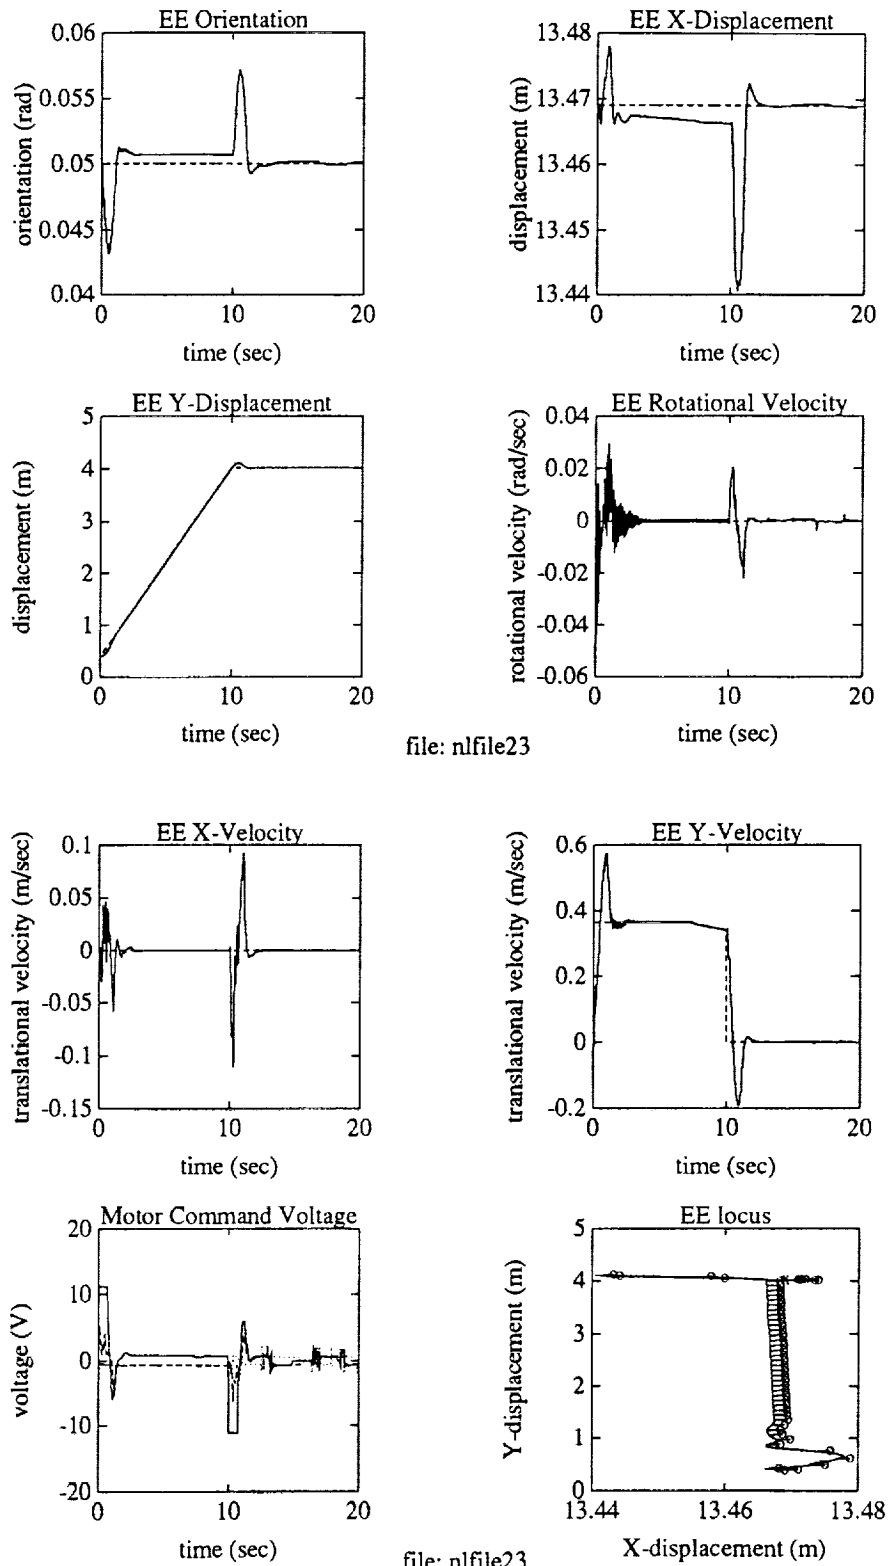 EE Orientation
0.06
0.055
0.05
0.045
0.04
orientation (rad)
0
10
20
time (sec)
EE X-Displacement
13.48
13.47
13.46
13.45
13.44
displacement (m)
0
10
20
time (sec)
EE Y-Displacement
5
4
3
2
1
0
displacement (m)
0
10
20
time (sec)
EE Rotational Velocity
0.04
0.02
0
-0.02
-0.04
-0.06
rotational velocity (rad/sec)
0
10
20
time (sec)
file: nlfile23
EE X-Velocity
0.1
0.05
0
-0.05
-0.1
-0.15
translational velocity (m/sec)
0
10
20
time (sec)
EE Y-Velocity
0.6
0.4
0.2
0
-0.2
translational velocity (m/sec)
0
10
20
time (sec)
Motor Command Voltage
20
10
0
-10
-20
voltage (V)
0
10
20
time (sec)
EE locus
5
4
3
2
1
0
Y-displacement (m)
13.44
13.46
13.48
X-displacement (m)
file: nlfile23